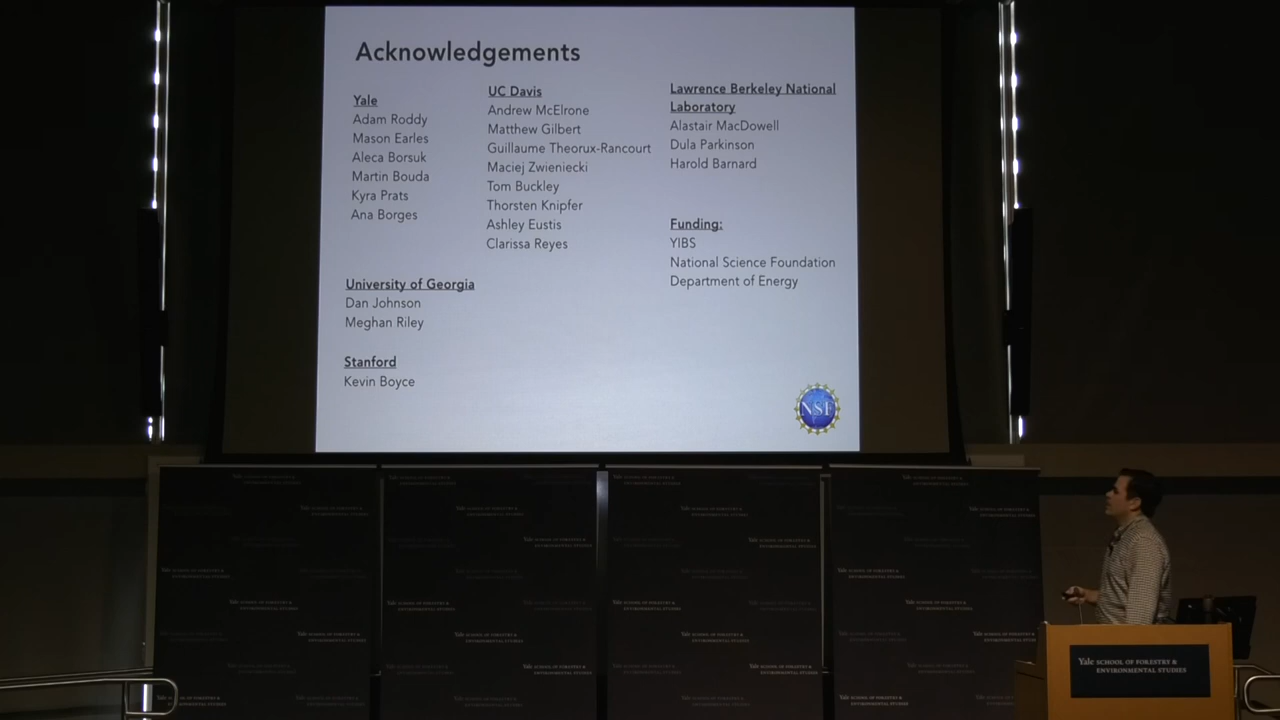 Acknowledgements
Yale
Adam Roddy
Mason Earles
Aleca Borsuk
Martin Bouda
Kyra Prats
Ana Borges
University of Georgia
Dan Johnson
Meghan Riley
Stanford
Kevin Boyce
UC Davis
Andrew McElrone
Matthew Gilbert
Guillaume Theorux-Rancourt
Maciej Zwieniecki
Tom Buckley
Thorsten Knipfer
Ashley Eustis
Clarissa Reyes
Lawrence Berkeley National
Laboratory
Alastair MacDowell
Dula Parkinson
Harold Barnard
Funding:
YIBS
National Science Foundation
Department of Energy
NSF
Yale SCHOOL OF FORESTRY &
ENVIRONMENTAL STUDIES